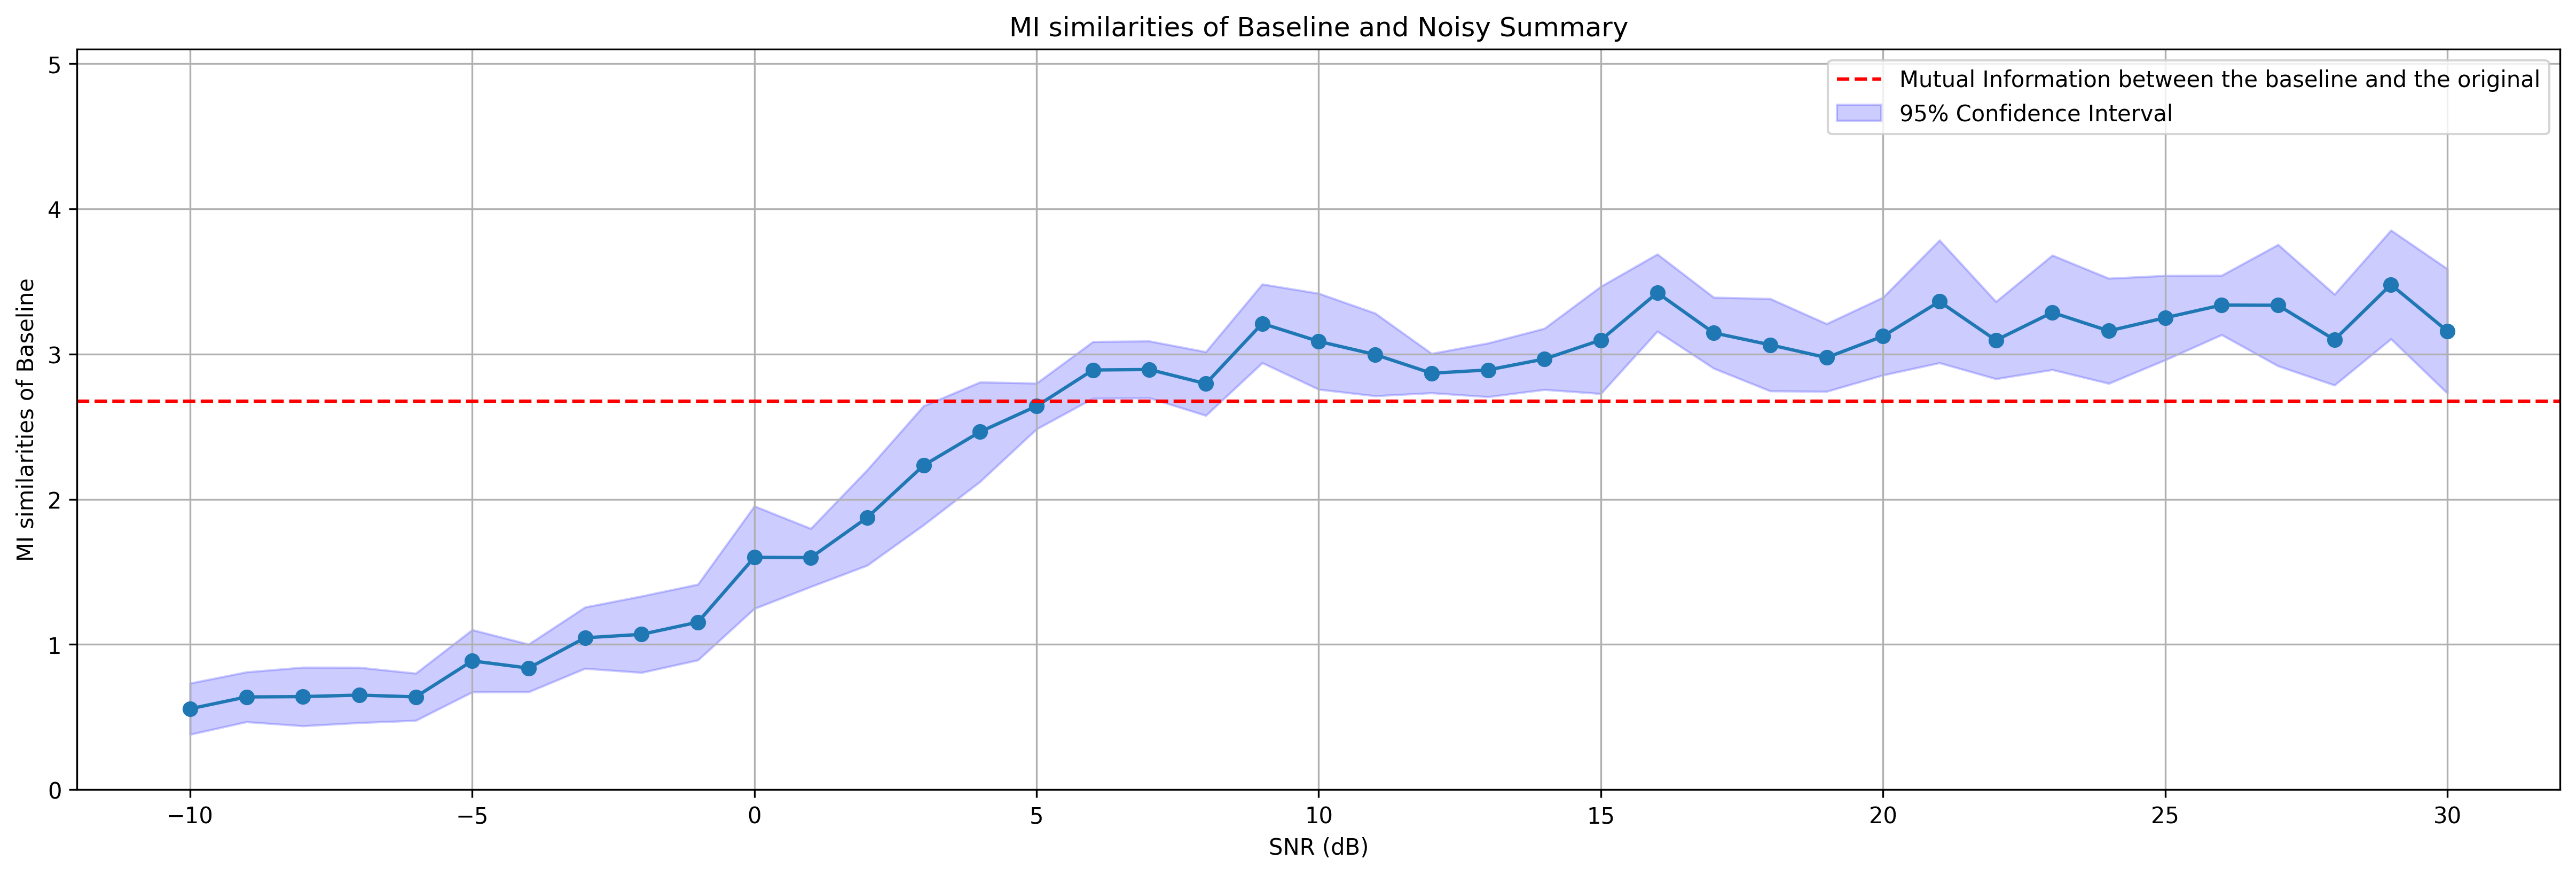 MI similarities of Baseline and Noisy Summary
Mutual Information between the baseline and the original
95% Confidence Interval
MI similarities of Baseline
5
4
3
2
1
0
−10 −5 0 5 10 15 20 25 30
SNR (dB)